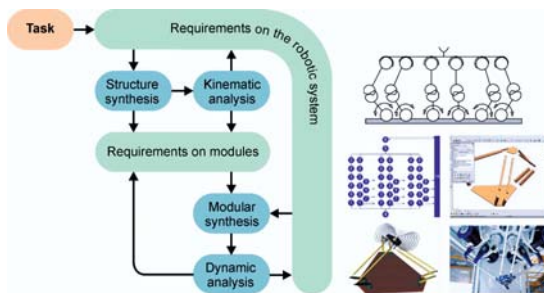 Task
Requirements on the robotic system
Structure
synthesis
Kinematic
analysis
Requirements on modules
Modular
synthesis
Dynamic
analysis